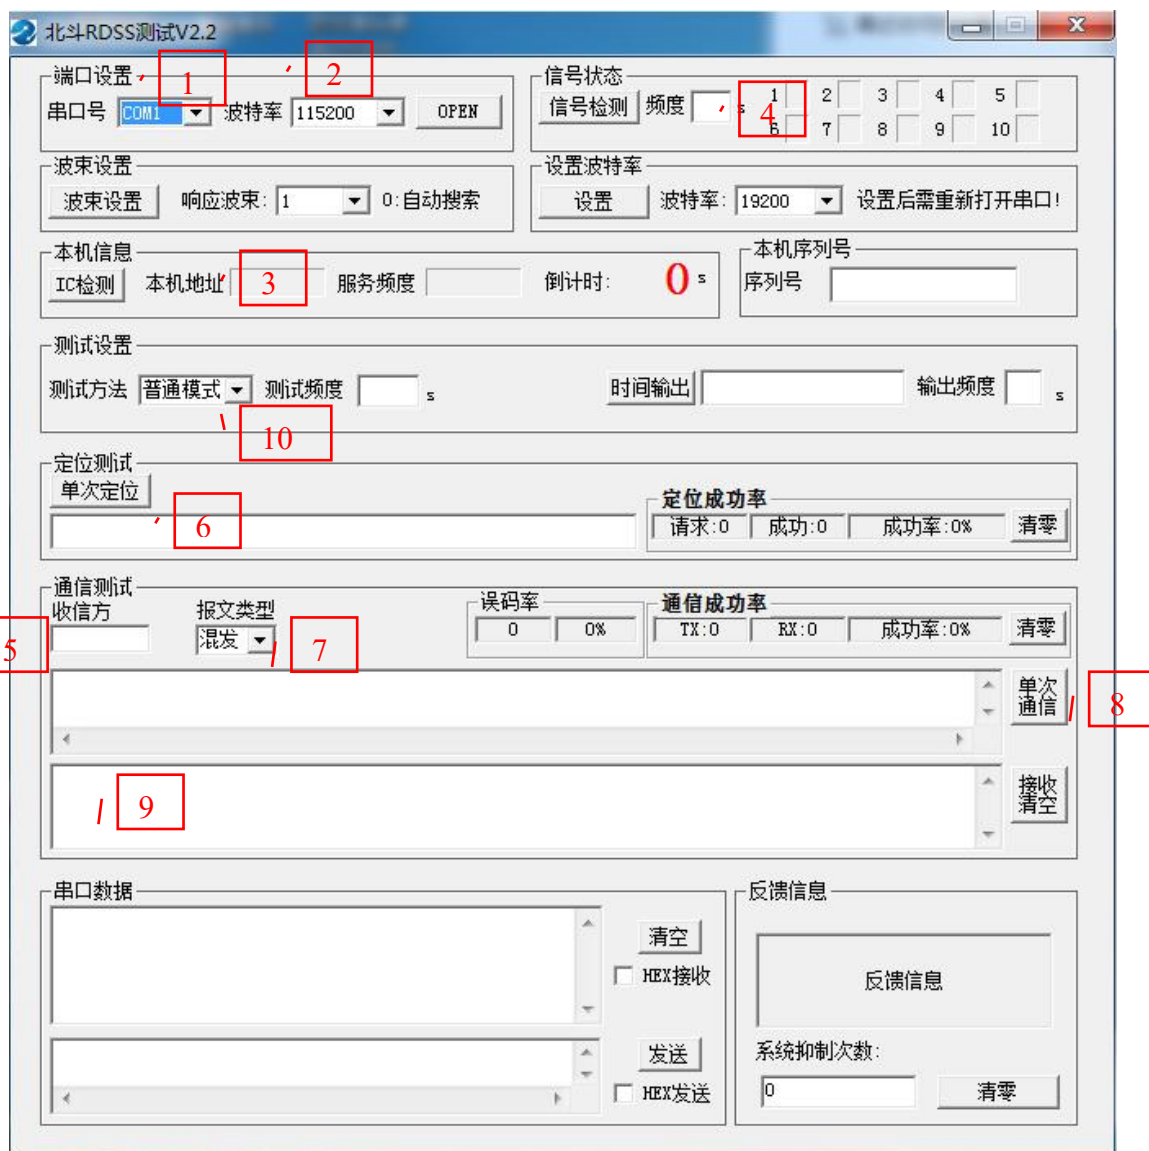 北斗RDSS测试V2.2
端口设置 1 2
串口号 COM1 波特率 115200 OPEN
信号状态
信号检测 频度 s 4
1 2 3 4 5
6 7 8 9 10
波束设置
波束设置 响应波束: 1 0:自动搜索
设置波特率
设置 波特率: 19200 设置后需重新打开串口!
本机信息
IC检测 本机地址 3 服务频度 倒计时: 0 s
本机序列号
序列号
测试设置
测试方法 普通模式 测试频度 s 时间输出 输出频度 s
10
定位测试
单次定位
6
定位成功率
请求:0 成功:0 成功率:0% 清零
通信测试
收信方 报文类型
5 混发 7
误码率
0 0%
通信成功率
TX:0 RX:0 成功率:0% 清零
单次
通信
8
9
接收
清空
串口数据
清空
HEX接收
发送
HEX发送
反馈信息
反馈信息
系统抑制次数:
0 清零